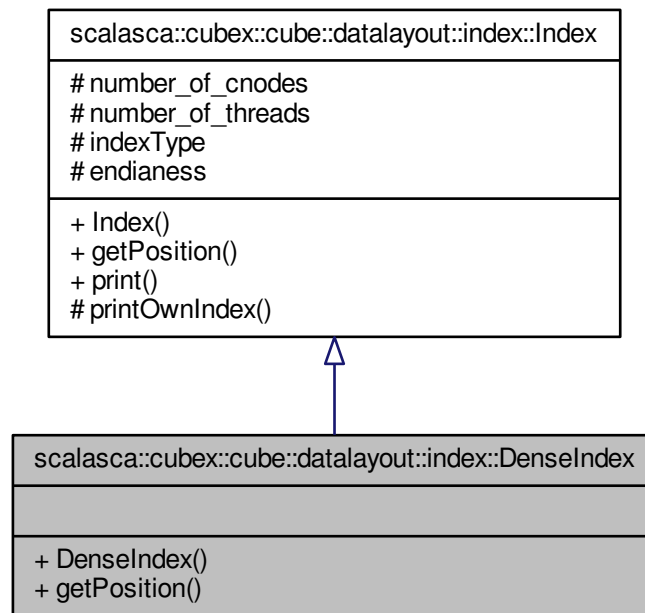 scalasca::cubex::cube::datalayout::index::Index
# number_of_cnodes
# number_of_threads
# indexType
# endianess
+ Index()
+ getPosition()
+ print()
# printOwnIndex()
scalasca::cubex::cube::datalayout::index::DenseIndex
+ DenseIndex()
+ getPosition()